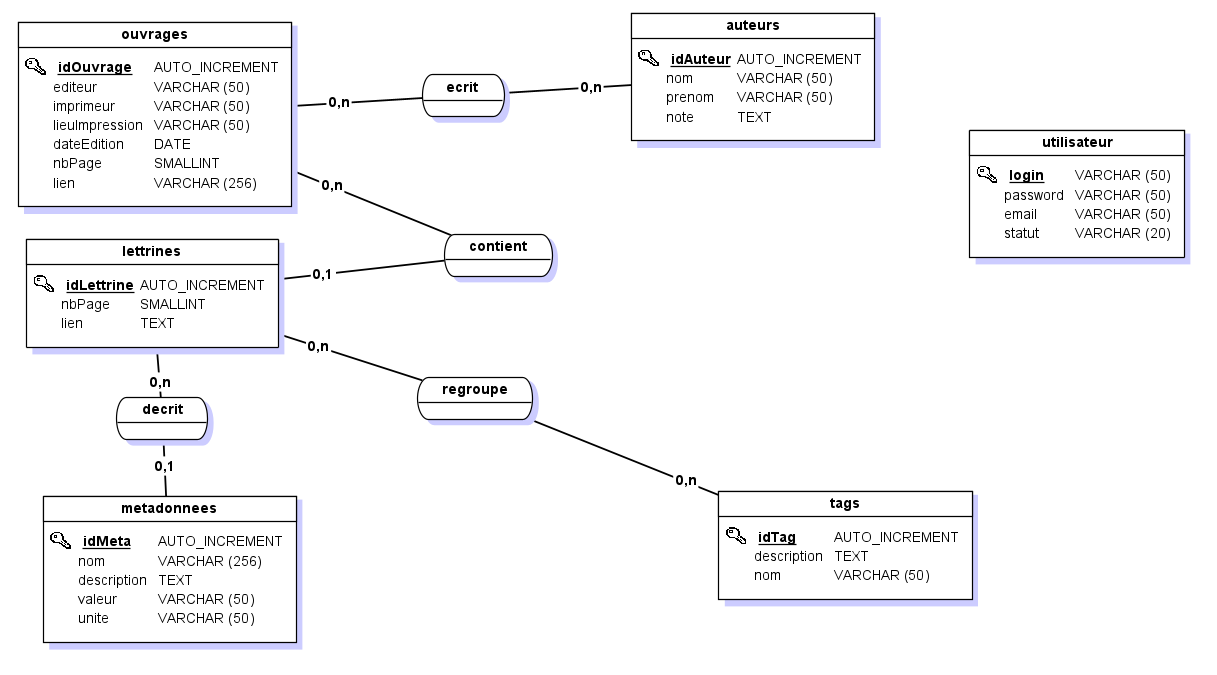 ouvrages
idOuvrage AUTO_INCREMENT
editeur VARCHAR (50)
imprimeur VARCHAR (50)
lieuImpression VARCHAR (50)
dateEdition DATE
nbPage SMALLINT
lien VARCHAR (256)
0,n
ecrit
0,n
auteurs
idAuteur AUTO_INCREMENT
nom VARCHAR (50)
prenom VARCHAR (50)
note TEXT
utilisateur
login VARCHAR (50)
password VARCHAR (50)
email VARCHAR (50)
statut VARCHAR (20)
0,n
contient
0,1
lettrines
idLettrine AUTO_INCREMENT
nbPage SMALLINT
lien TEXT
0,n
regroupe
0,n
0,n
decrit
0,1
metadonnees
idMeta AUTO_INCREMENT
nom VARCHAR (256)
description TEXT
valeur VARCHAR (50)
unite VARCHAR (50)
tags
idTag AUTO_INCREMENT
description TEXT
nom VARCHAR (50)